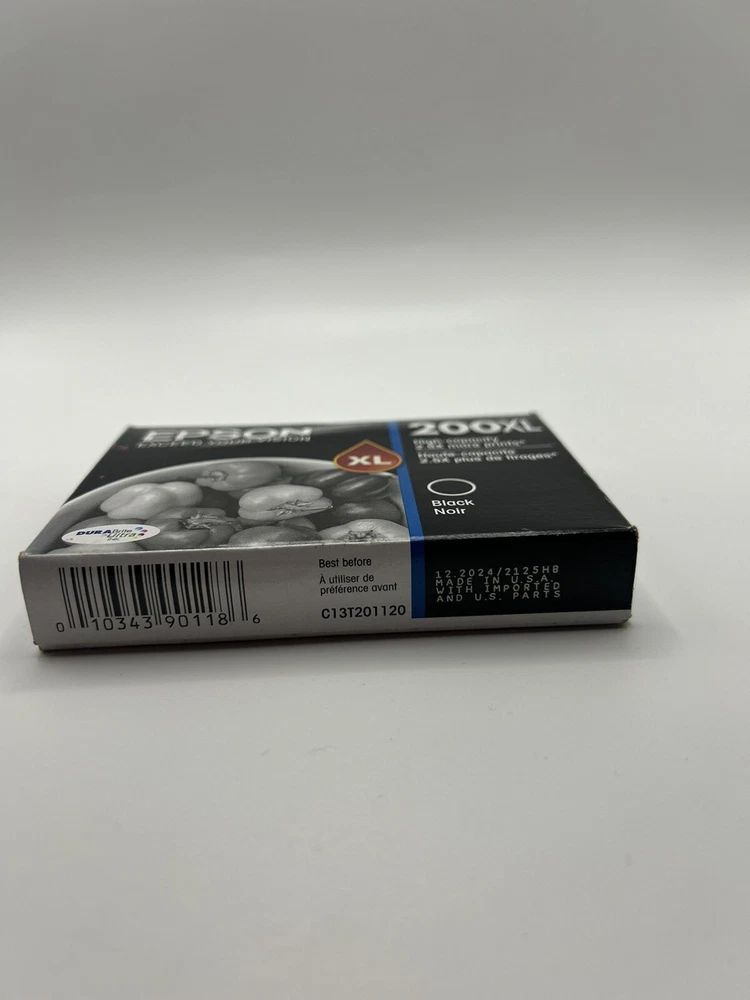 EPSON
EXCEED YOUR VISION
200XL
High-capacity
2.5X more prints<
Haute-capacité
2.5X plus de tirages<
XL
Black
Noir
DURABrite
Ultra
Best before
À utiliser de
préférence avant
C13T201120
12.2024/2125HB
MADE IN U.S.A.
WITH IMPORTED
AND U.S. PARTS
0 10343 90118 6